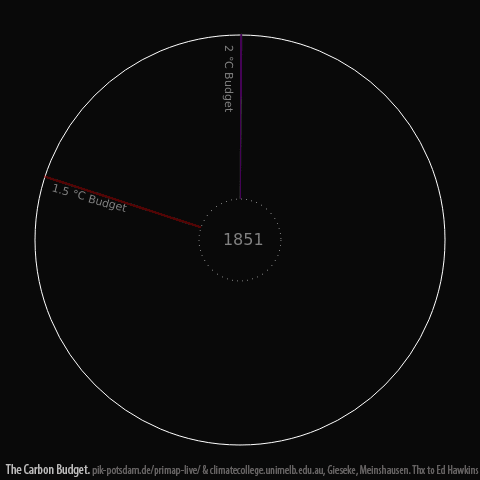 2 °C Budget
1.5 °C Budget
1851
The Carbon Budget. pik-potsdam.de/primap-live/ & climatecollege.unimelb.edu.au, Gieseke, Meinshausen. Thx to Ed Hawkins